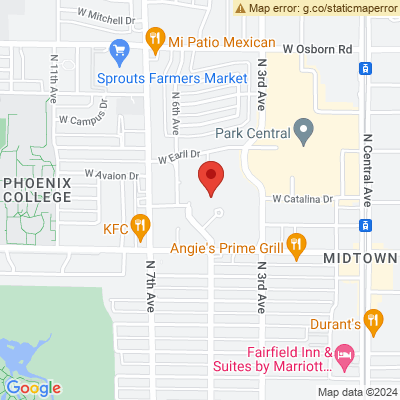 Map error: g.co/staticmaperror
W Mitchell Dr
Mi Patio Mexican
W Osborn Rd
Sprouts Farmers Market
N 11th Ave
N 6th Ave
N 3rd Ave
W Campus Dr
Park Central
N Central Ave
W Earll Dr
W Avalon Dr
PHOENIX
COLLEGE
W Catalina Dr
KFC
Angie's Prime Grill
MIDTOWN
N 7th Ave
N 3rd Ave
Durant's
Fairfield Inn &
Suites by Marriott...
Google
Map data ©2024